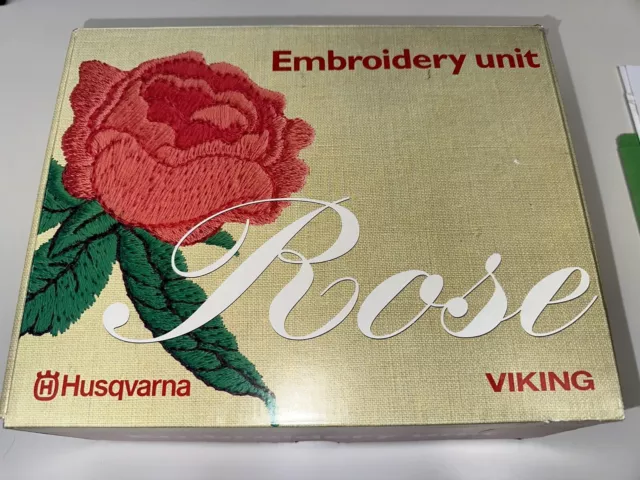 Embroidery unit
Rose
Husqvarna
VIKING